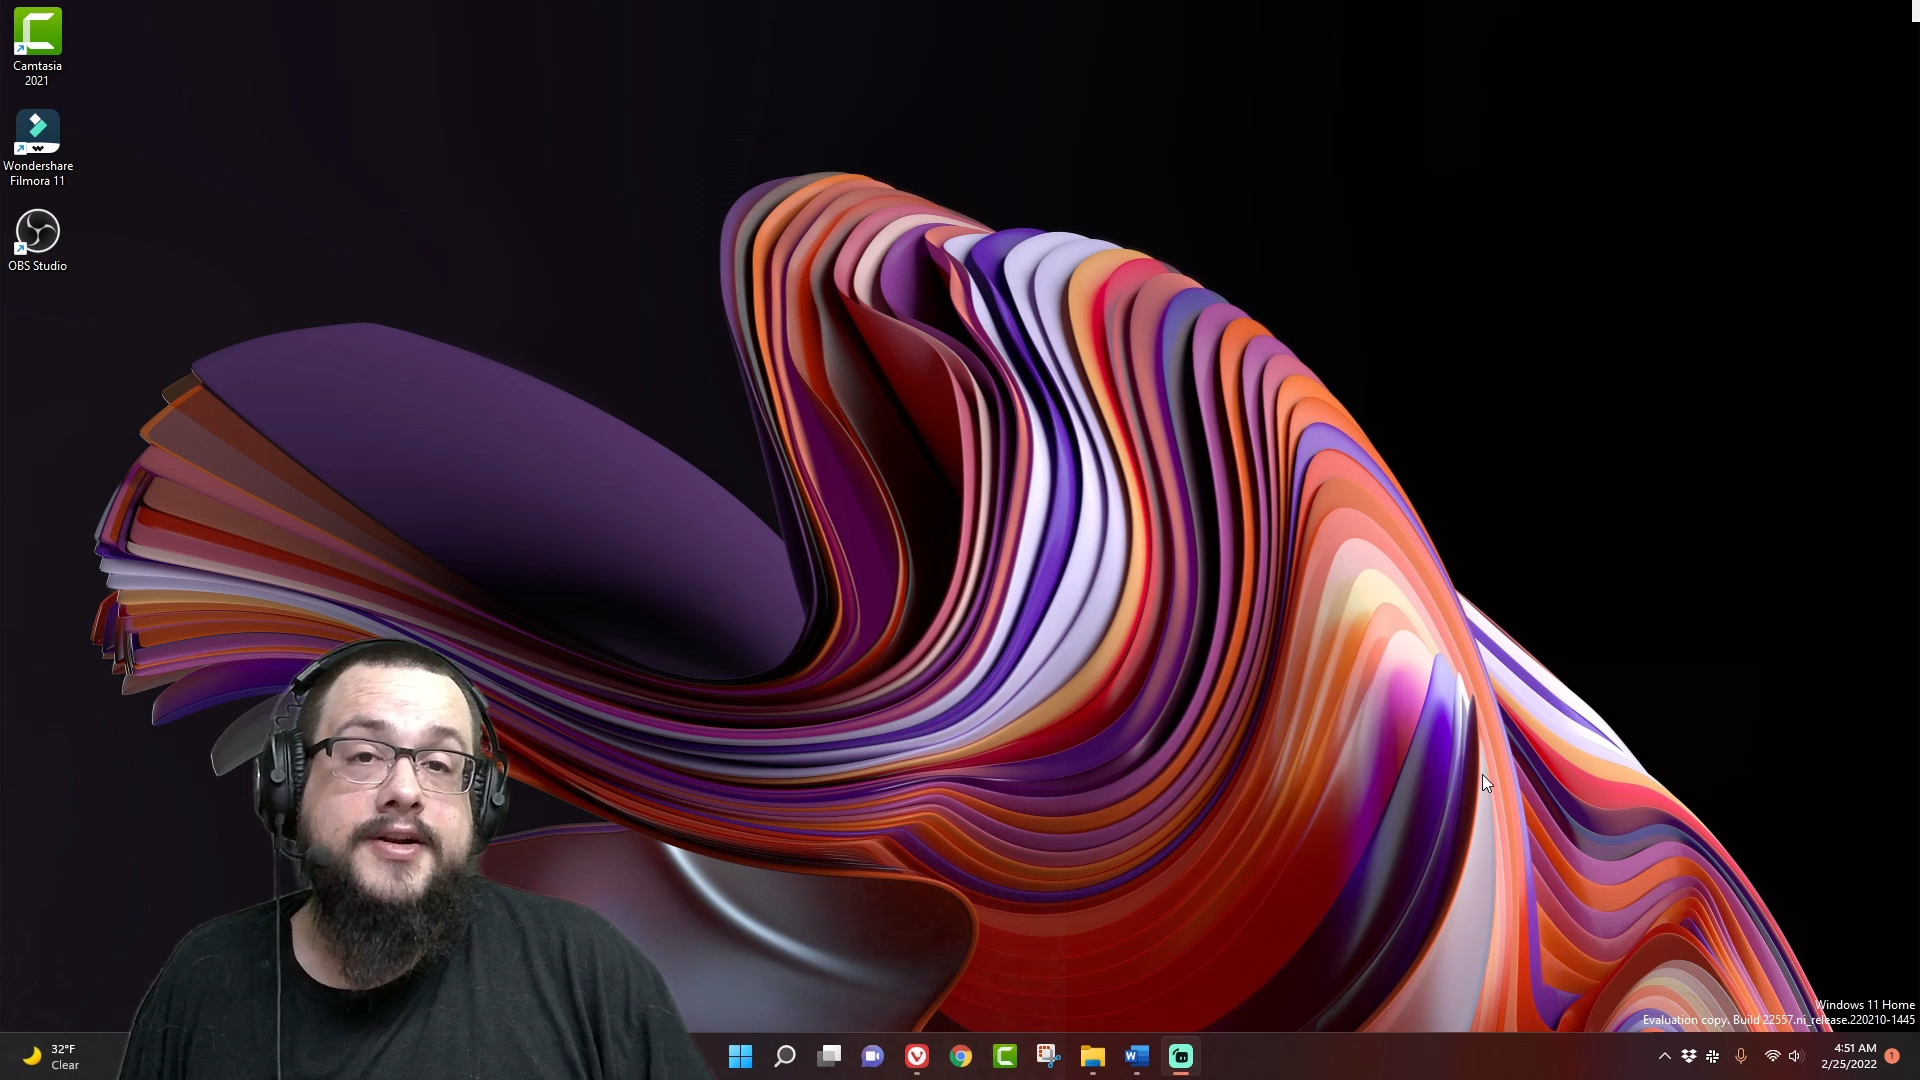 Camtasia
2021
Wondershare
Filmora 11
OBS Studio
Windows 11 Home
Evaluation copy. Build 22557.ni_release.220210-1445
32°F
Clear
4:51 AM
2/25/2022
1